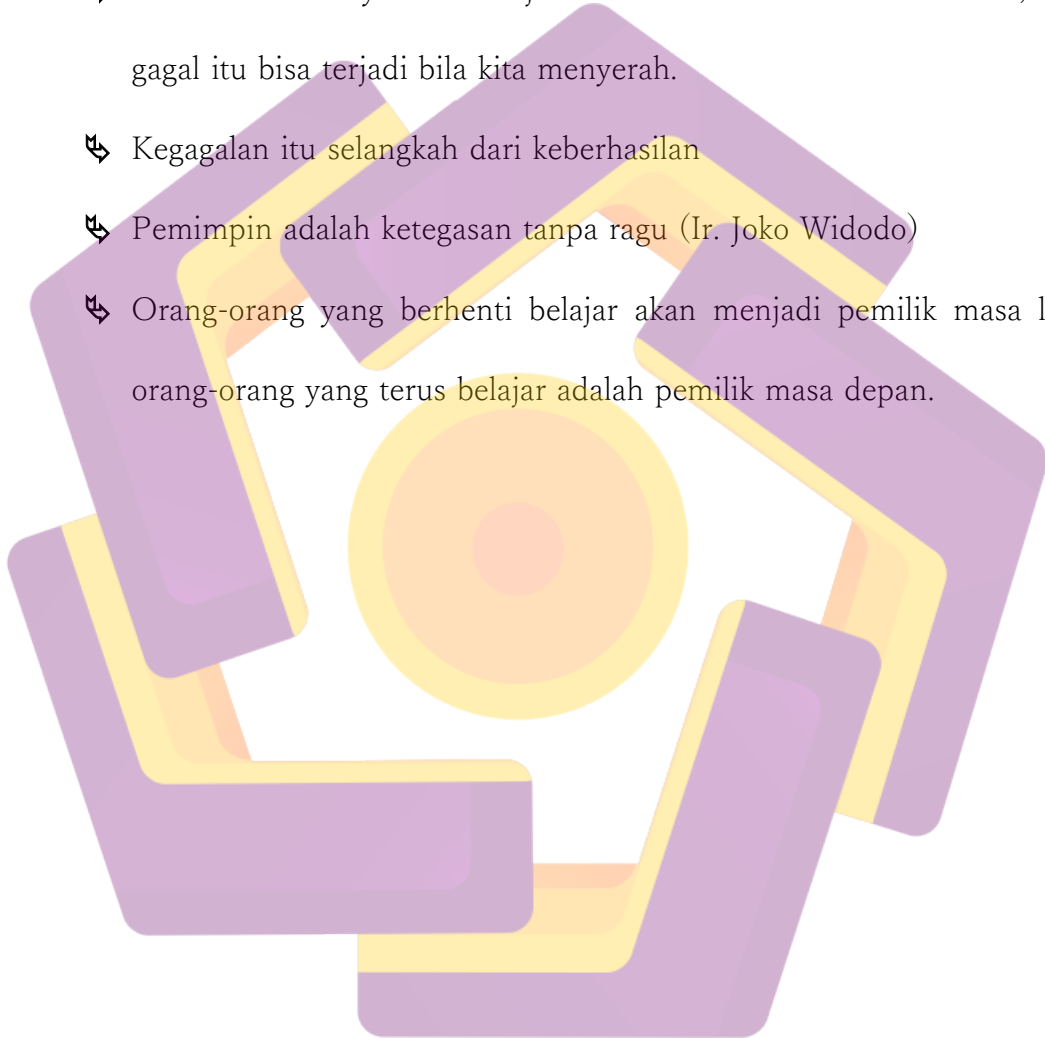 gagal itu bisa terjadi bila kita menyerah.
Kegagalan itu selangkah dari keberhasilan
Pemimpin adalah ketegasan tanpa ragu (Ir. Joko Widodo)
Orang-orang yang berhenti belajar akan menjadi pemilik masa
orang-orang yang terus belajar adalah pemilik masa depan.